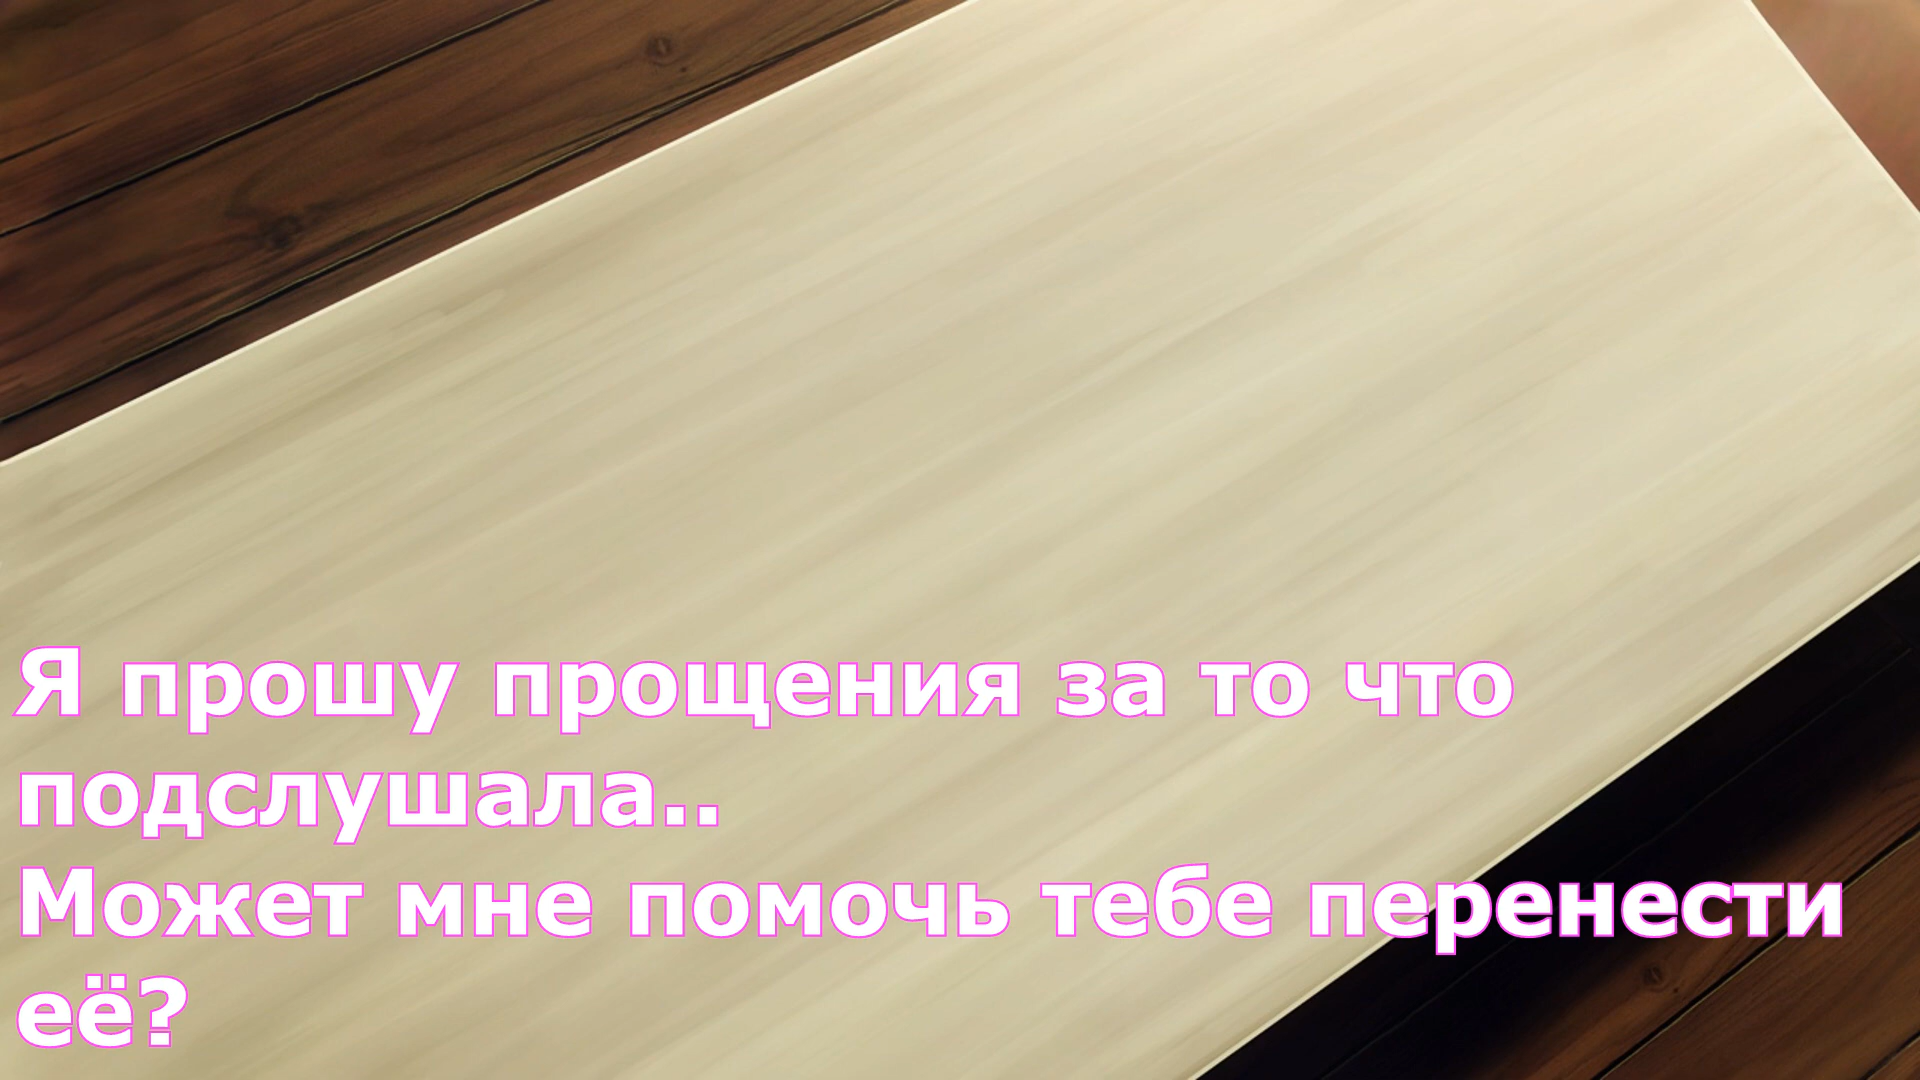 Я прошу прощения за то что
подслушала..
Может мне помочь тебе перенести
её?